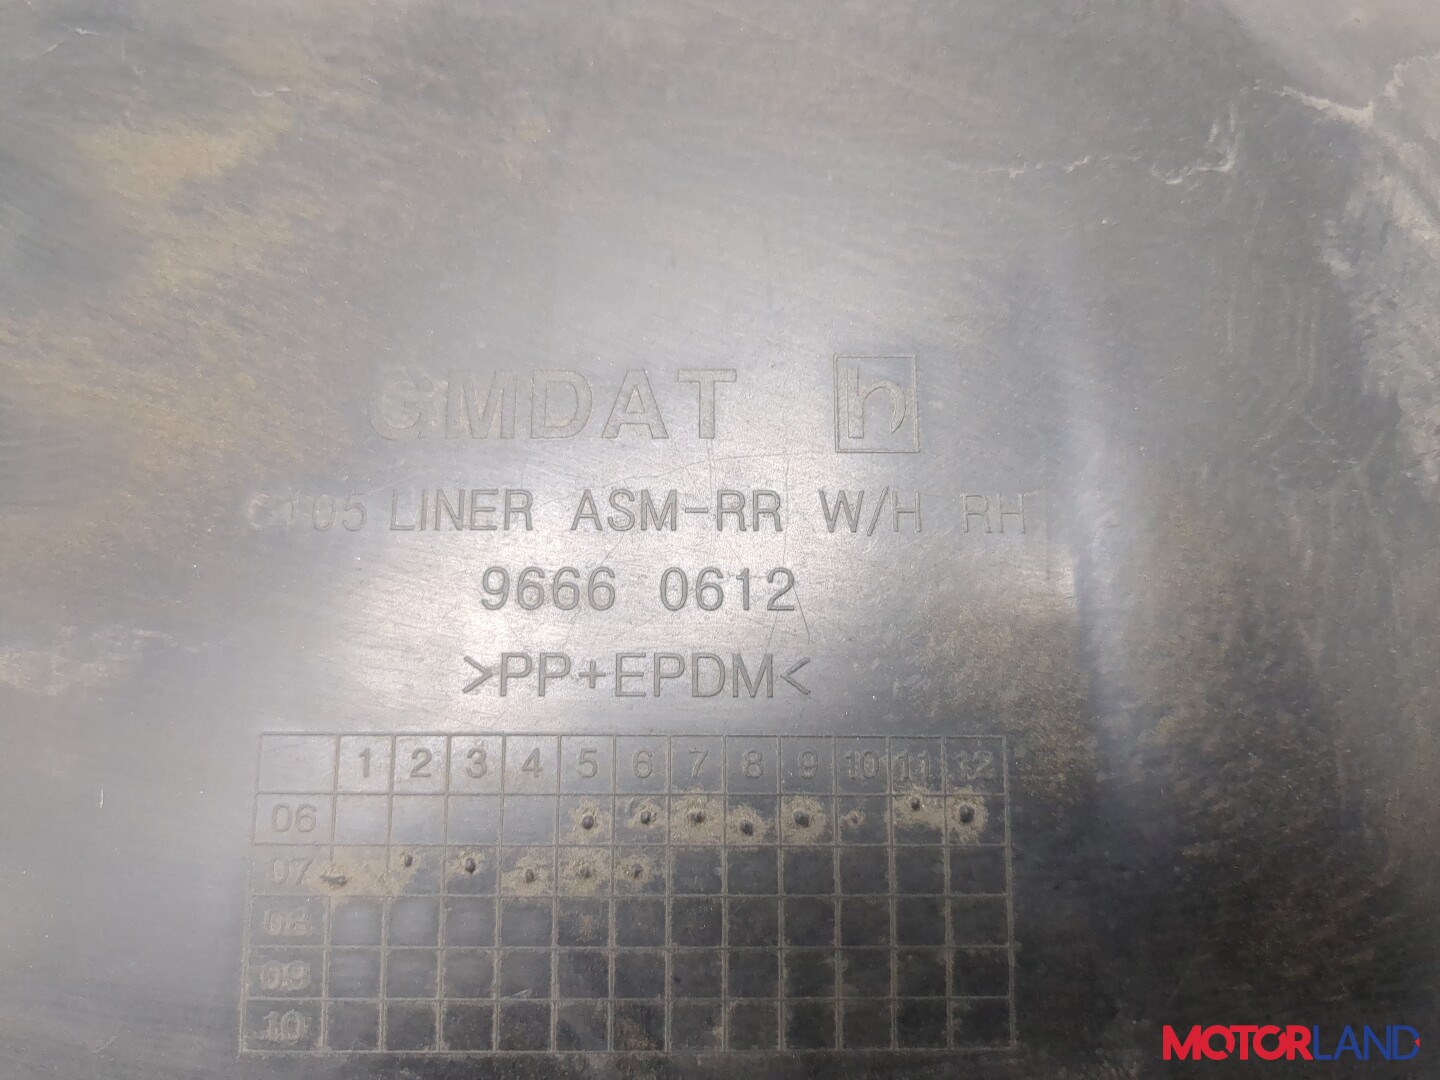 GMDAT h
LINER ASM-RR W/H RH
9666 0612
>PP+EPDM<
1 2 3 4 5 6 7 8 9 10 11 12
06
07
08
09
10
MOTORLAND